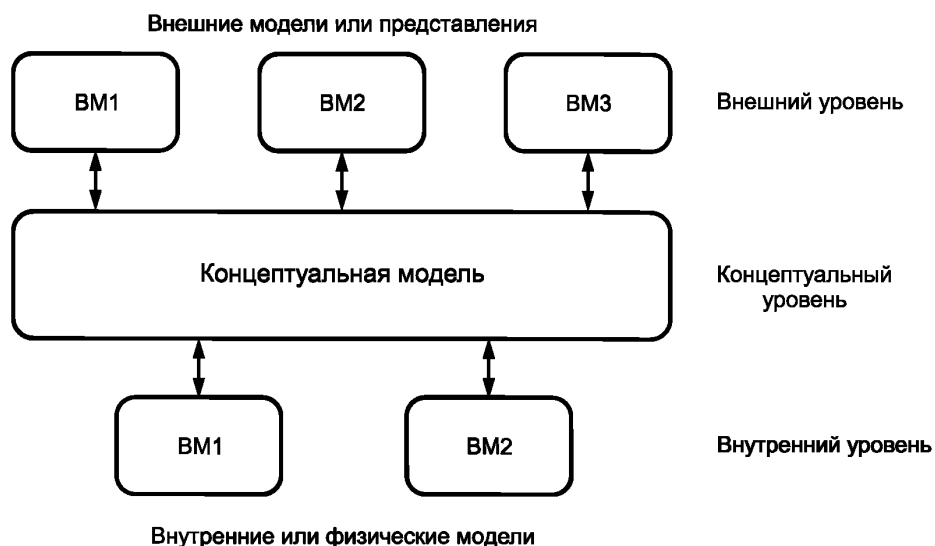 Внешние модели или представления
ВМ1 ВМ2 ВМ3 Внешний уровень
Концептуальная модель
Концептуальный
уровень
ВМ1 ВМ2 Внутренний уровень
Внутренние или физические модели